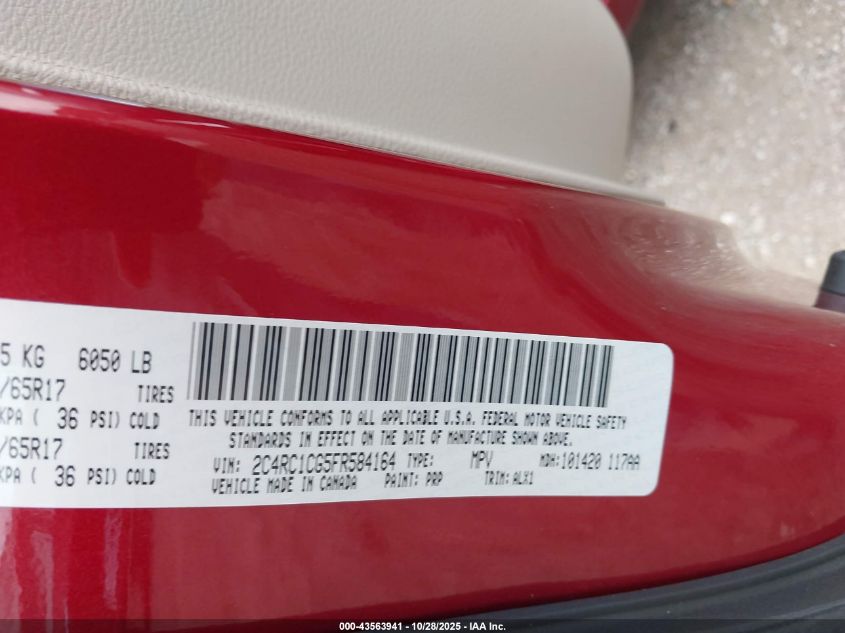 5 KG 6050 LB
/65R17 TIRES
KPA ( 36 PSI) COLD
/65R17 TIRES
KPA ( 36 PSI) COLD
THIS VEHICLE CONFORMS TO ALL APPLICABLE U.S.A. FEDERAL MOTOR VEHICLE SAFETY
STANDARDS IN EFFECT ON THE DATE OF MANUFACTURE SHOWN ABOVE.
VIN: 2C4RC1CG5FR584164 TYPE: MPV MDH:101420 117AA
VEHICLE MADE IN CANADA PAINT: PRP TRIM: ALX1
000-43563941 - 10/28/2025 - IAA Inc.